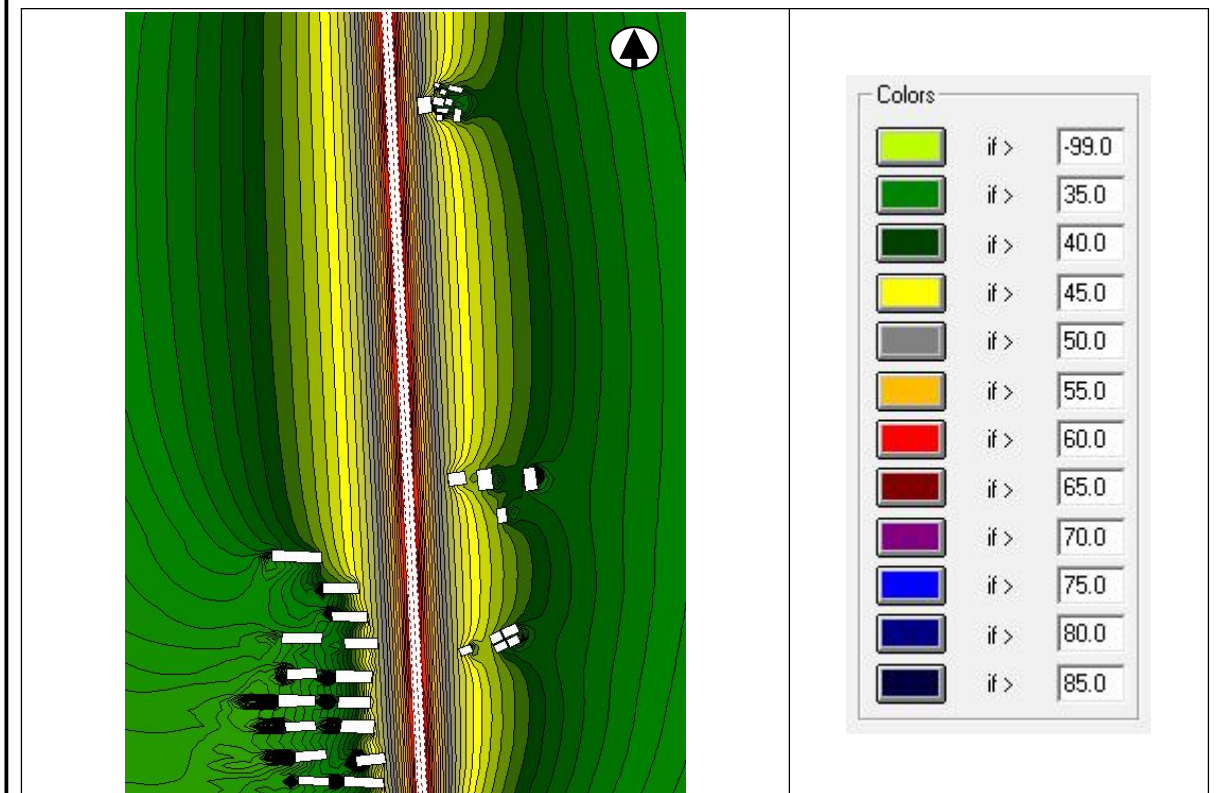 Colors
if > -99.0
if > 35.0
if > 40.0
if > 45.0
if > 50.0
if > 55.0
if > 60.0
if > 65.0
if > 70.0
if > 75.0
if > 80.0
if > 85.0